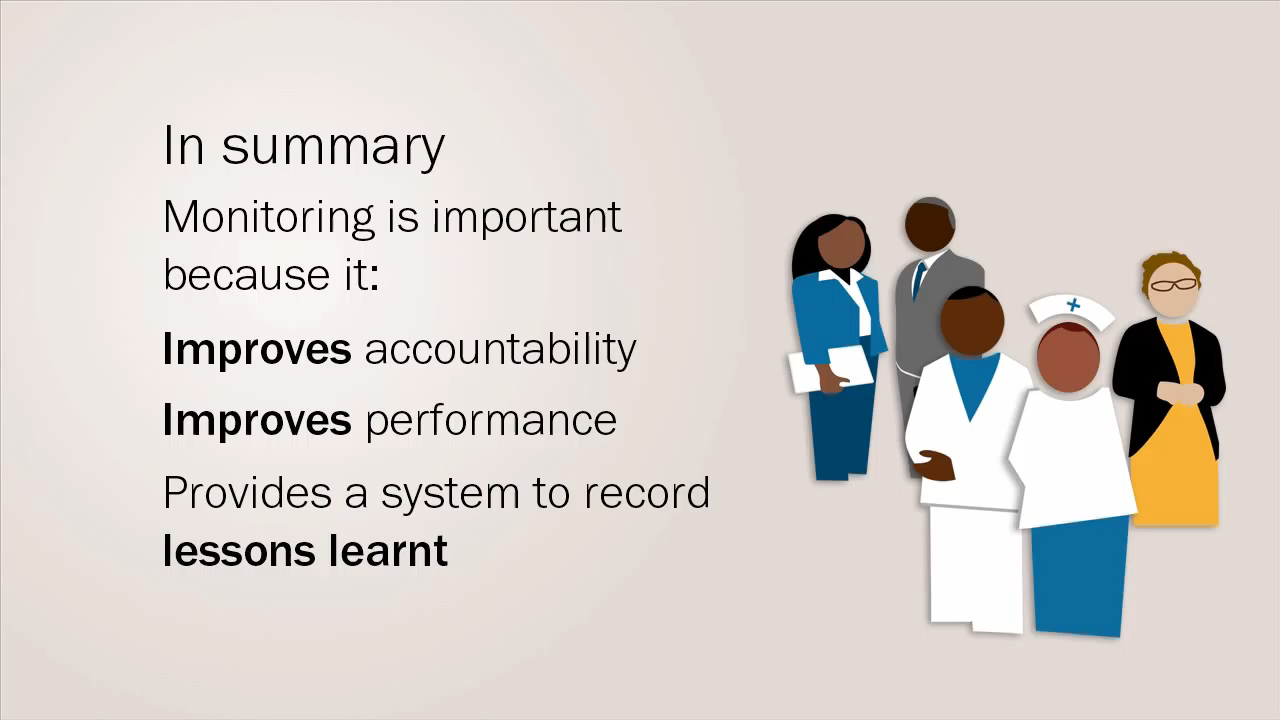 In summary
Monitoring is important
because it:
Improves accountability
Improves performance
Provides a system to record
lessons learnt